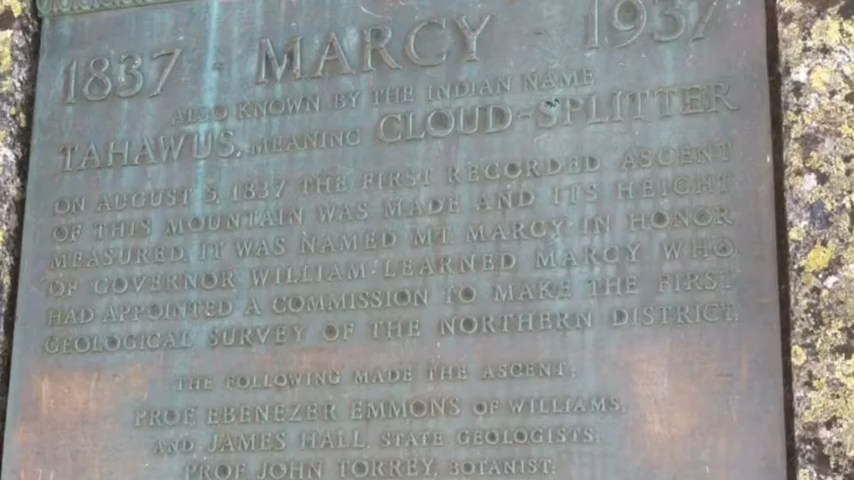 1837 · MARCY · 1937
ALSO KNOWN BY THE INDIAN NAME
TAHAWUS, MEANING CLOUD-SPLITTER
ON AUGUST 5, 1837 THE FIRST RECORDED ASCENT
OF THIS MOUNTAIN WAS MADE AND ITS HEIGHT
MEASURED. IT WAS NAMED MT. MARCY IN HONOR
OF GOVERNOR WILLIAM LEARNED MARCY WHO
HAD APPOINTED A COMMISSION TO MAKE THE FIRST
GEOLOGICAL SURVEY OF THE NORTHERN DISTRICT.
THE FOLLOWING MADE THE ASCENT:
PROF. EBENEZER EMMONS OF WILLIAMS,
AND JAMES HALL, STATE GEOLOGISTS;
PROF. JOHN TORREY, BOTANIST;